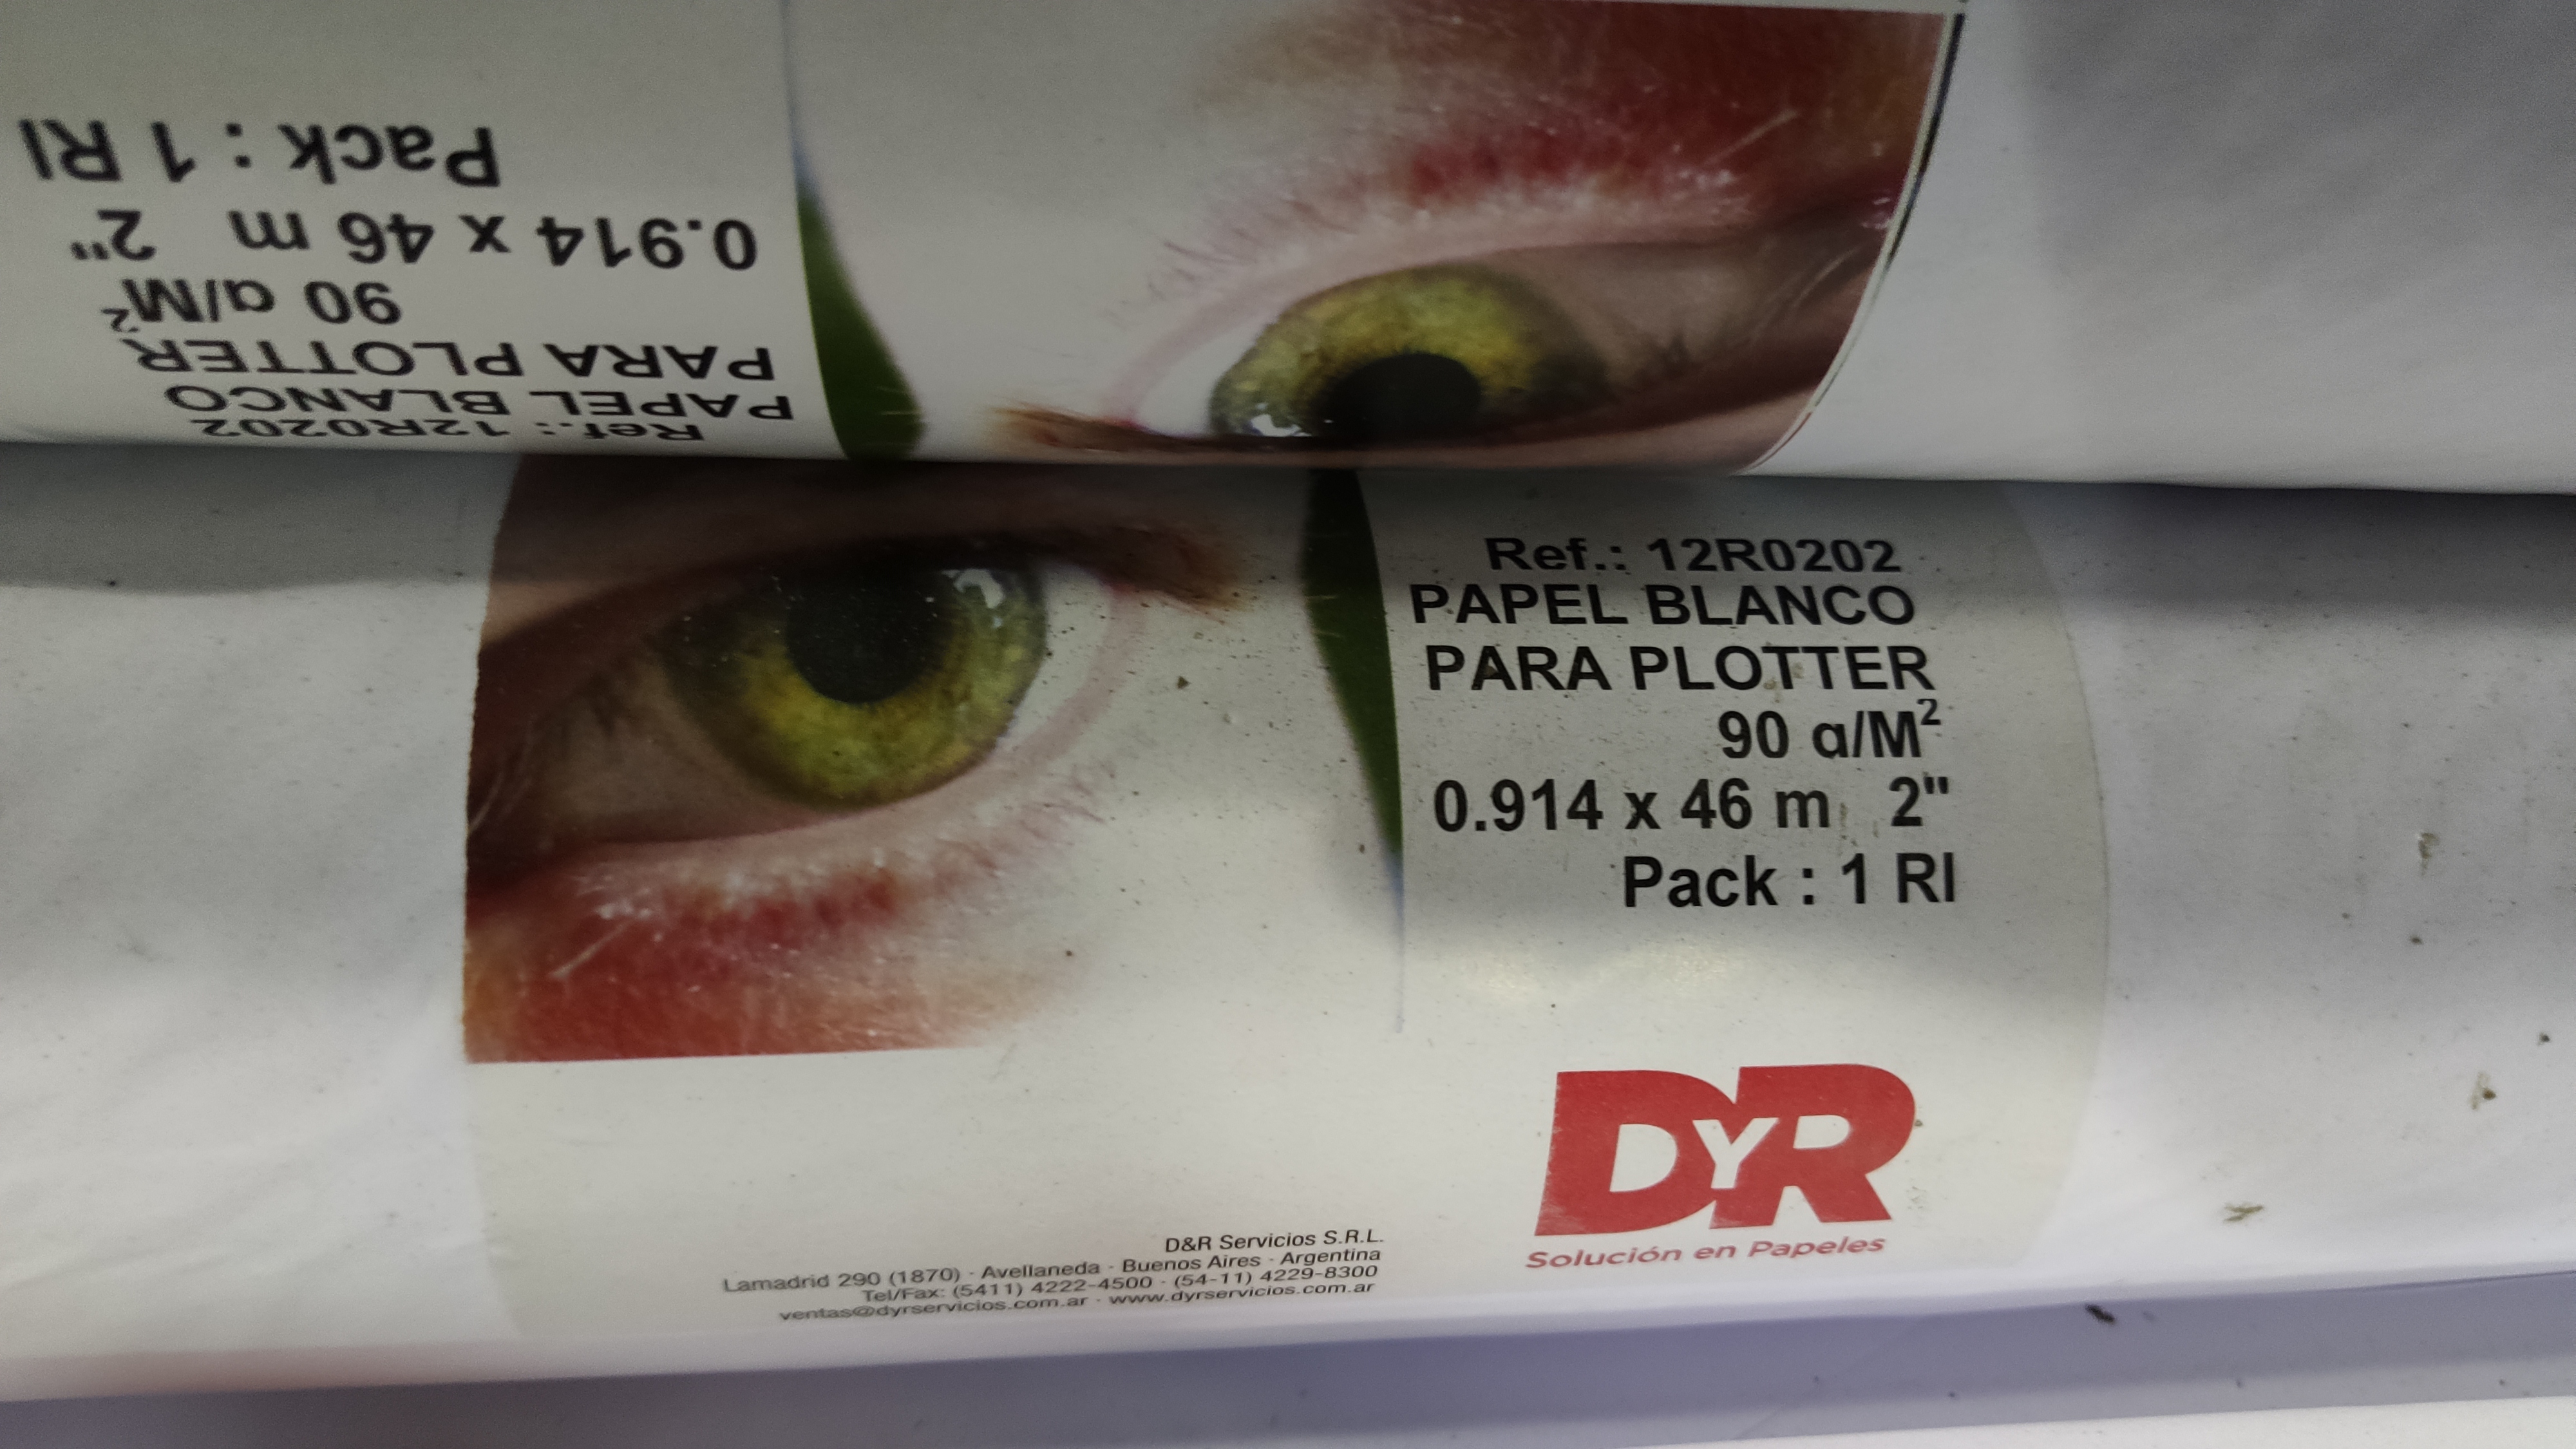 Pack : 1 Rl
0.914 x 46 m 2"
90 g/M²
PARA PLOTTER
PAPEL BLANCO
Ref.: 12R0202
Ref.: 12R0202
PAPEL BLANCO
PARA PLOTTER
90 g/M²
0.914 x 46 m 2"
Pack : 1 Rl
DYR
Solución en Papeles
D&R Servicios S.R.L.
Lamadrid 290 (1870) - Avellaneda - Buenos Aires - Argentina
Tel/Fax: (5411) 4222-4500 - (54-11) 4229-8300
ventas@dyrservicios.com.ar - www.dyrservicios.com.ar